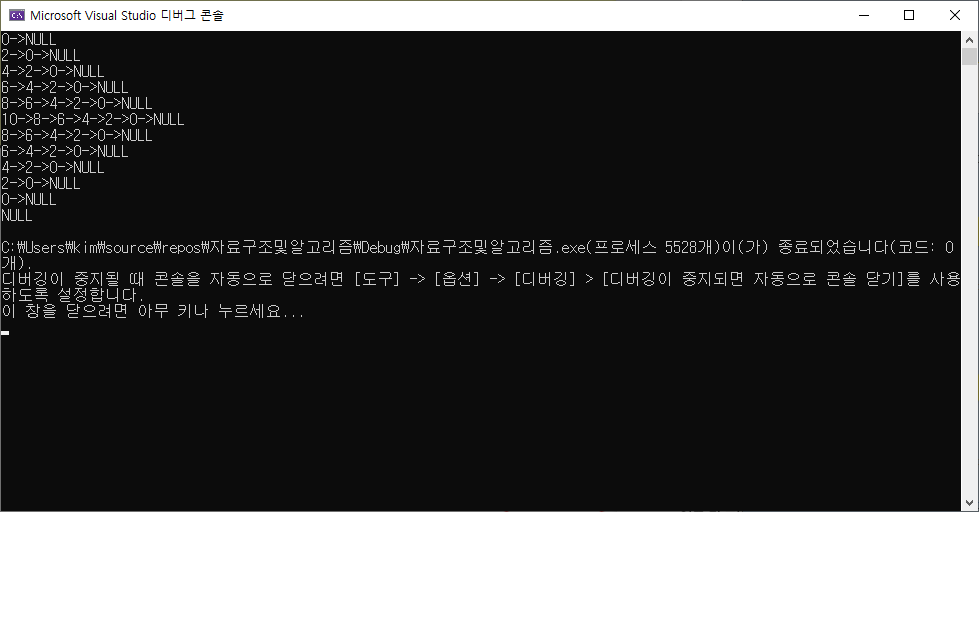 Microsoft Visual Studio 디버그 콘솔
0->NULL
2->0->NULL
4->2->0->NULL
6->4->2->0->NULL
8->6->4->2->0->NULL
10->8->6->4->2->0->NULL
8->6->4->2->0->NULL
6->4->2->0->NULL
4->2->0->NULL
2->0->NULL
0->NULL
NULL
C:₩Users₩kim₩source₩repos₩자료구조및알고리즘₩Debug₩자료구조및알고리즘.exe(프로세스 5528개)이(가) 종료되었습니다(코드: 0
개).
디버깅이 중지될 때 콘솔을 자동으로 닫으려면 [도구] -> [옵션] -> [디버깅] > [디버깅이 중지되면 자동으로 콘솔 닫기]를 사용
하도록 설정합니다.
이 창을 닫으려면 아무 키나 누르세요...